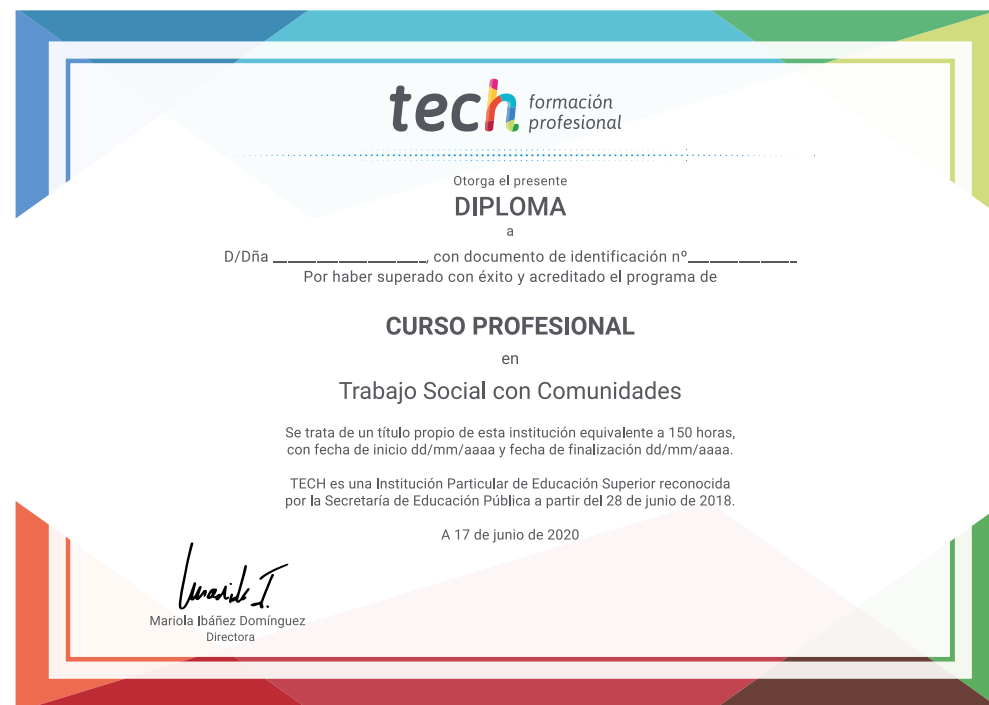 tech formación
profesional
Otorga el presente
DIPLOMA
a
D/Dña ____________________, con documento de identificación nº______________
Por haber superado con éxito y acreditado el programa de
CURSO PROFESIONAL
en
Trabajo Social con Comunidades
Se trata de un título propio de esta institución equivalente a 150 horas,
con fecha de inicio dd/mm/aaaa y fecha de finalización dd/mm/aaaa.
TECH es una Institución Particular de Educación Superior reconocida
por la Secretaría de Educación Pública a partir del 28 de junio de 2018.
A 17 de junio de 2020
Mariola Ibáñez Domínguez
Directora